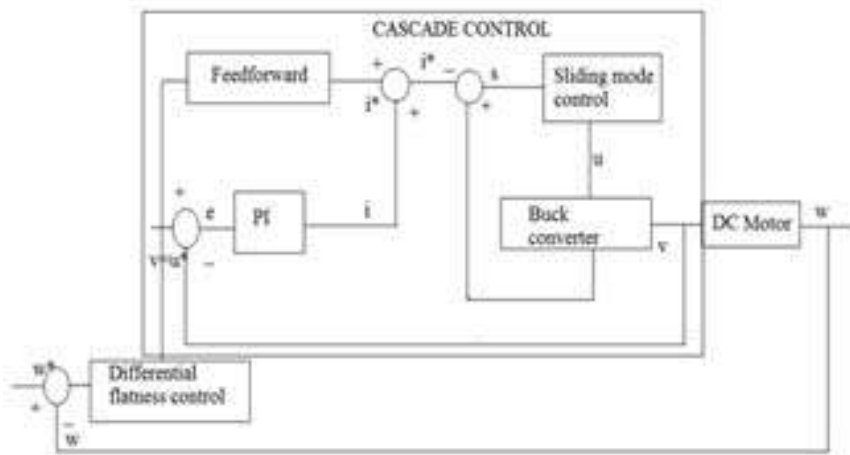 CASCADE CONTROL
Feedforward
+
i*
i*
+
−
s
+
Sliding mode
control
u
+
e
PI
i
−
Buck
converter
v
DC Motor
w
Differential
flatness control
+
−
w